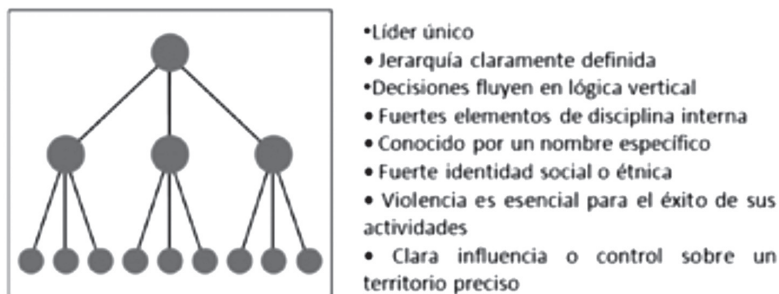 •Líder único
• Jerarquía claramente definida
•Decisiones fluyen en lógica vertical
• Fuertes elementos de disciplina interna
• Conocido por un nombre específico
• Fuerte identidad social o étnica
• Violencia es esencial para el éxito de sus
actividades
• Clara influencia o control sobre un
territorio preciso